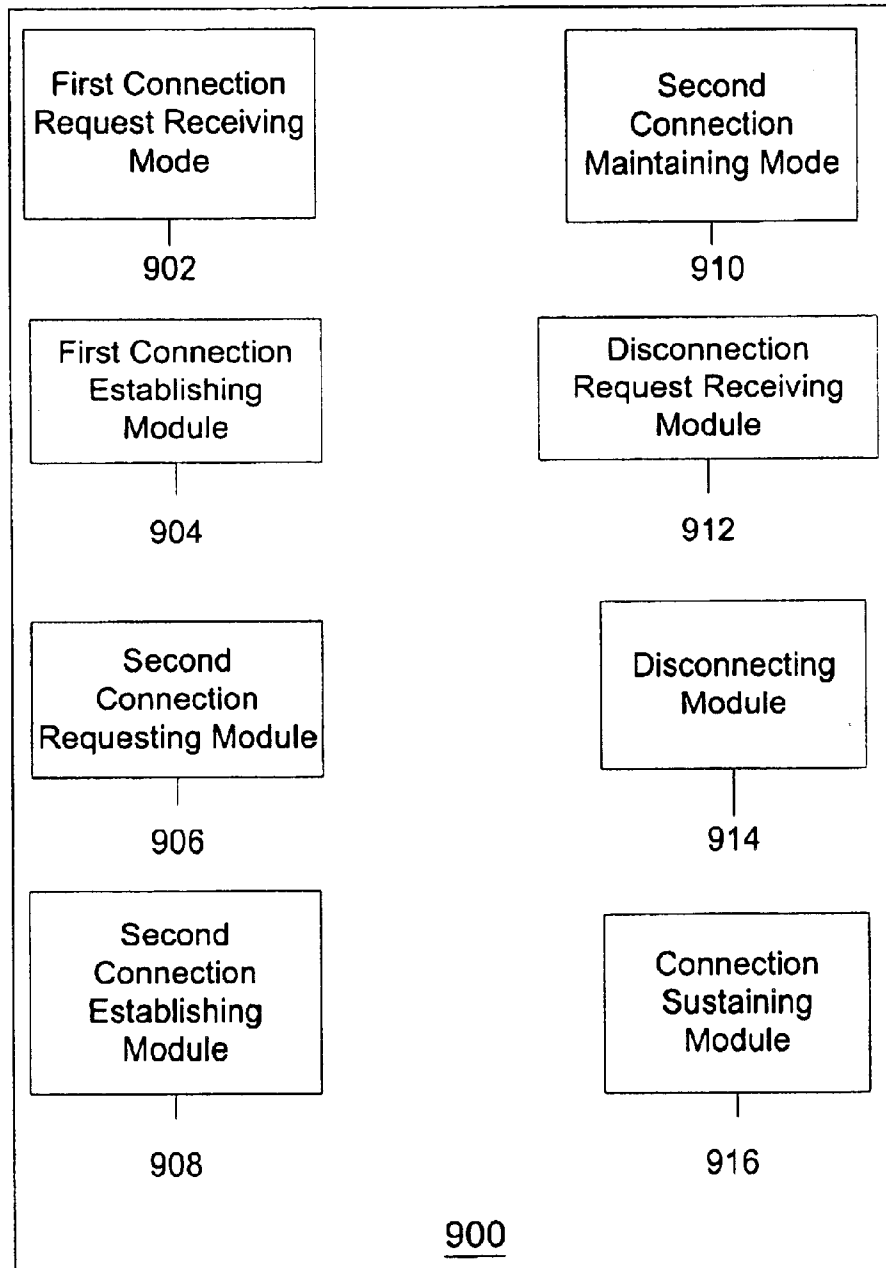 First Connection
Request Receiving
Mode
902
First Connection
Establishing
Module
904
Second
Connection
Requesting Module
906
Second
Connection
Establishing
Module
908
Second
Connection
Maintaining Mode
910
Disconnection
Request Receiving
Module
912
Disconnecting
Module
914
Connection
Sustaining
Module
916
900